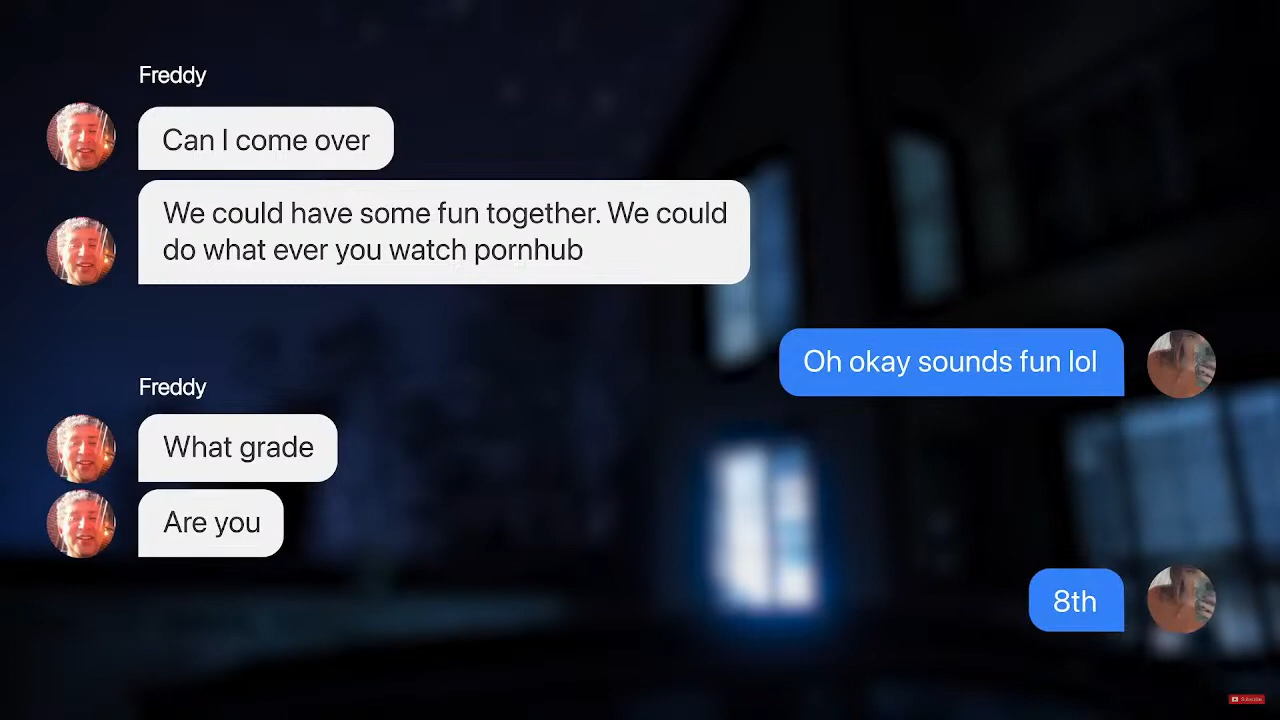 Freddy
Can I come over
We could have some fun together. We could
do what ever you watch pornhub
Oh okay sounds fun lol
Freddy
What grade
Are you
8th
Subscribe